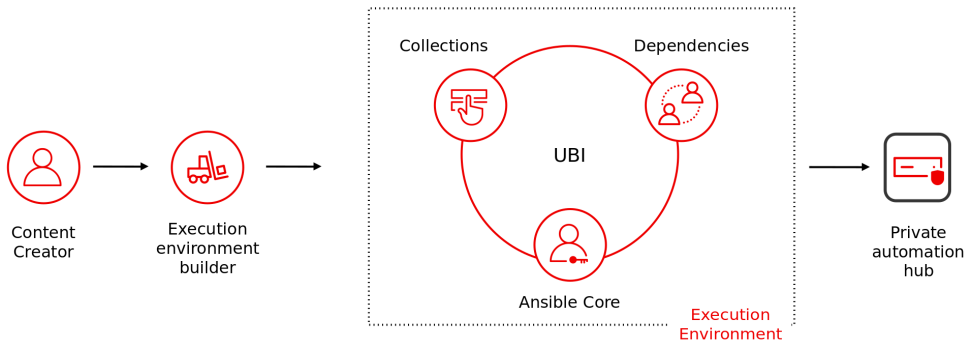 Content
Creator
Execution
environment
builder
Collections
Dependencies
UBI
Ansible Core
Execution
Environment
Private
automation
hub